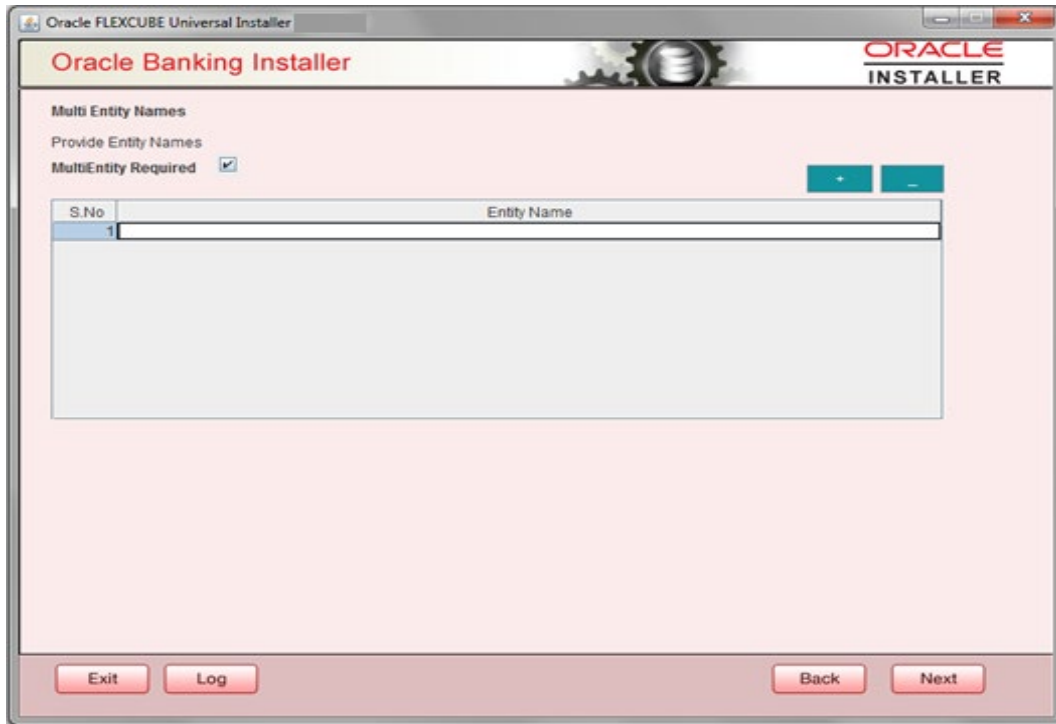 Oracle FLEXCUBE Universal Installer
Oracle Banking Installer
ORACLE
INSTALLER
Multi Entity Names
Provide Entity Names
MultiEntity Required
+ _
S.No Entity Name
1
Exit Log Back Next